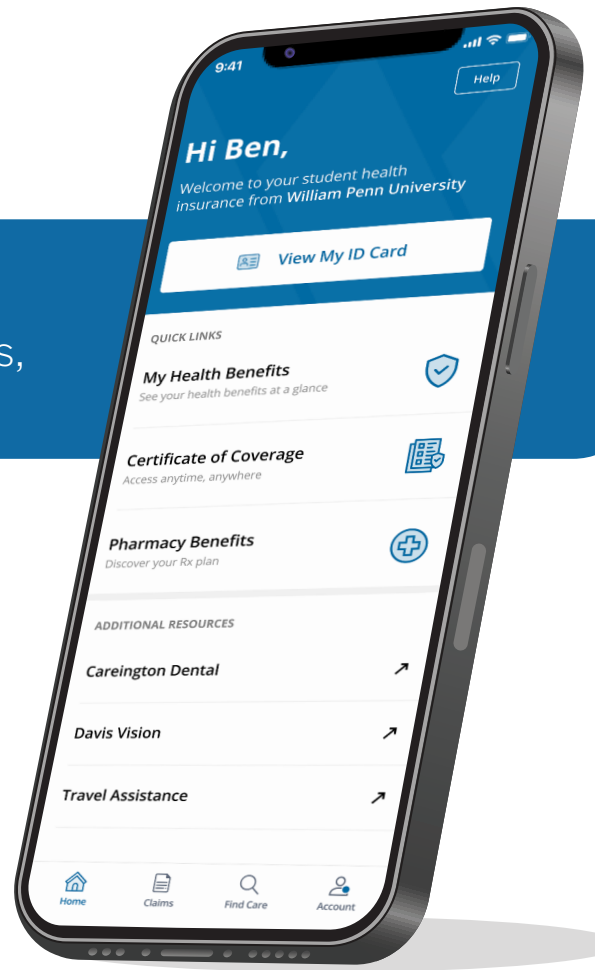 s,
9:41
Help
Hi Ben,
Welcome to your student health
insurance from William Penn University
View My ID Card
QUICK LINKS
My Health Benefits
See your health benefits at a glance
Certificate of Coverage
Access anytime, anywhere
Pharmacy Benefits
Discover your Rx plan
ADDITIONAL RESOURCES
Careington Dental
Davis Vision
Travel Assistance
Home
Claims
Find Care
Account